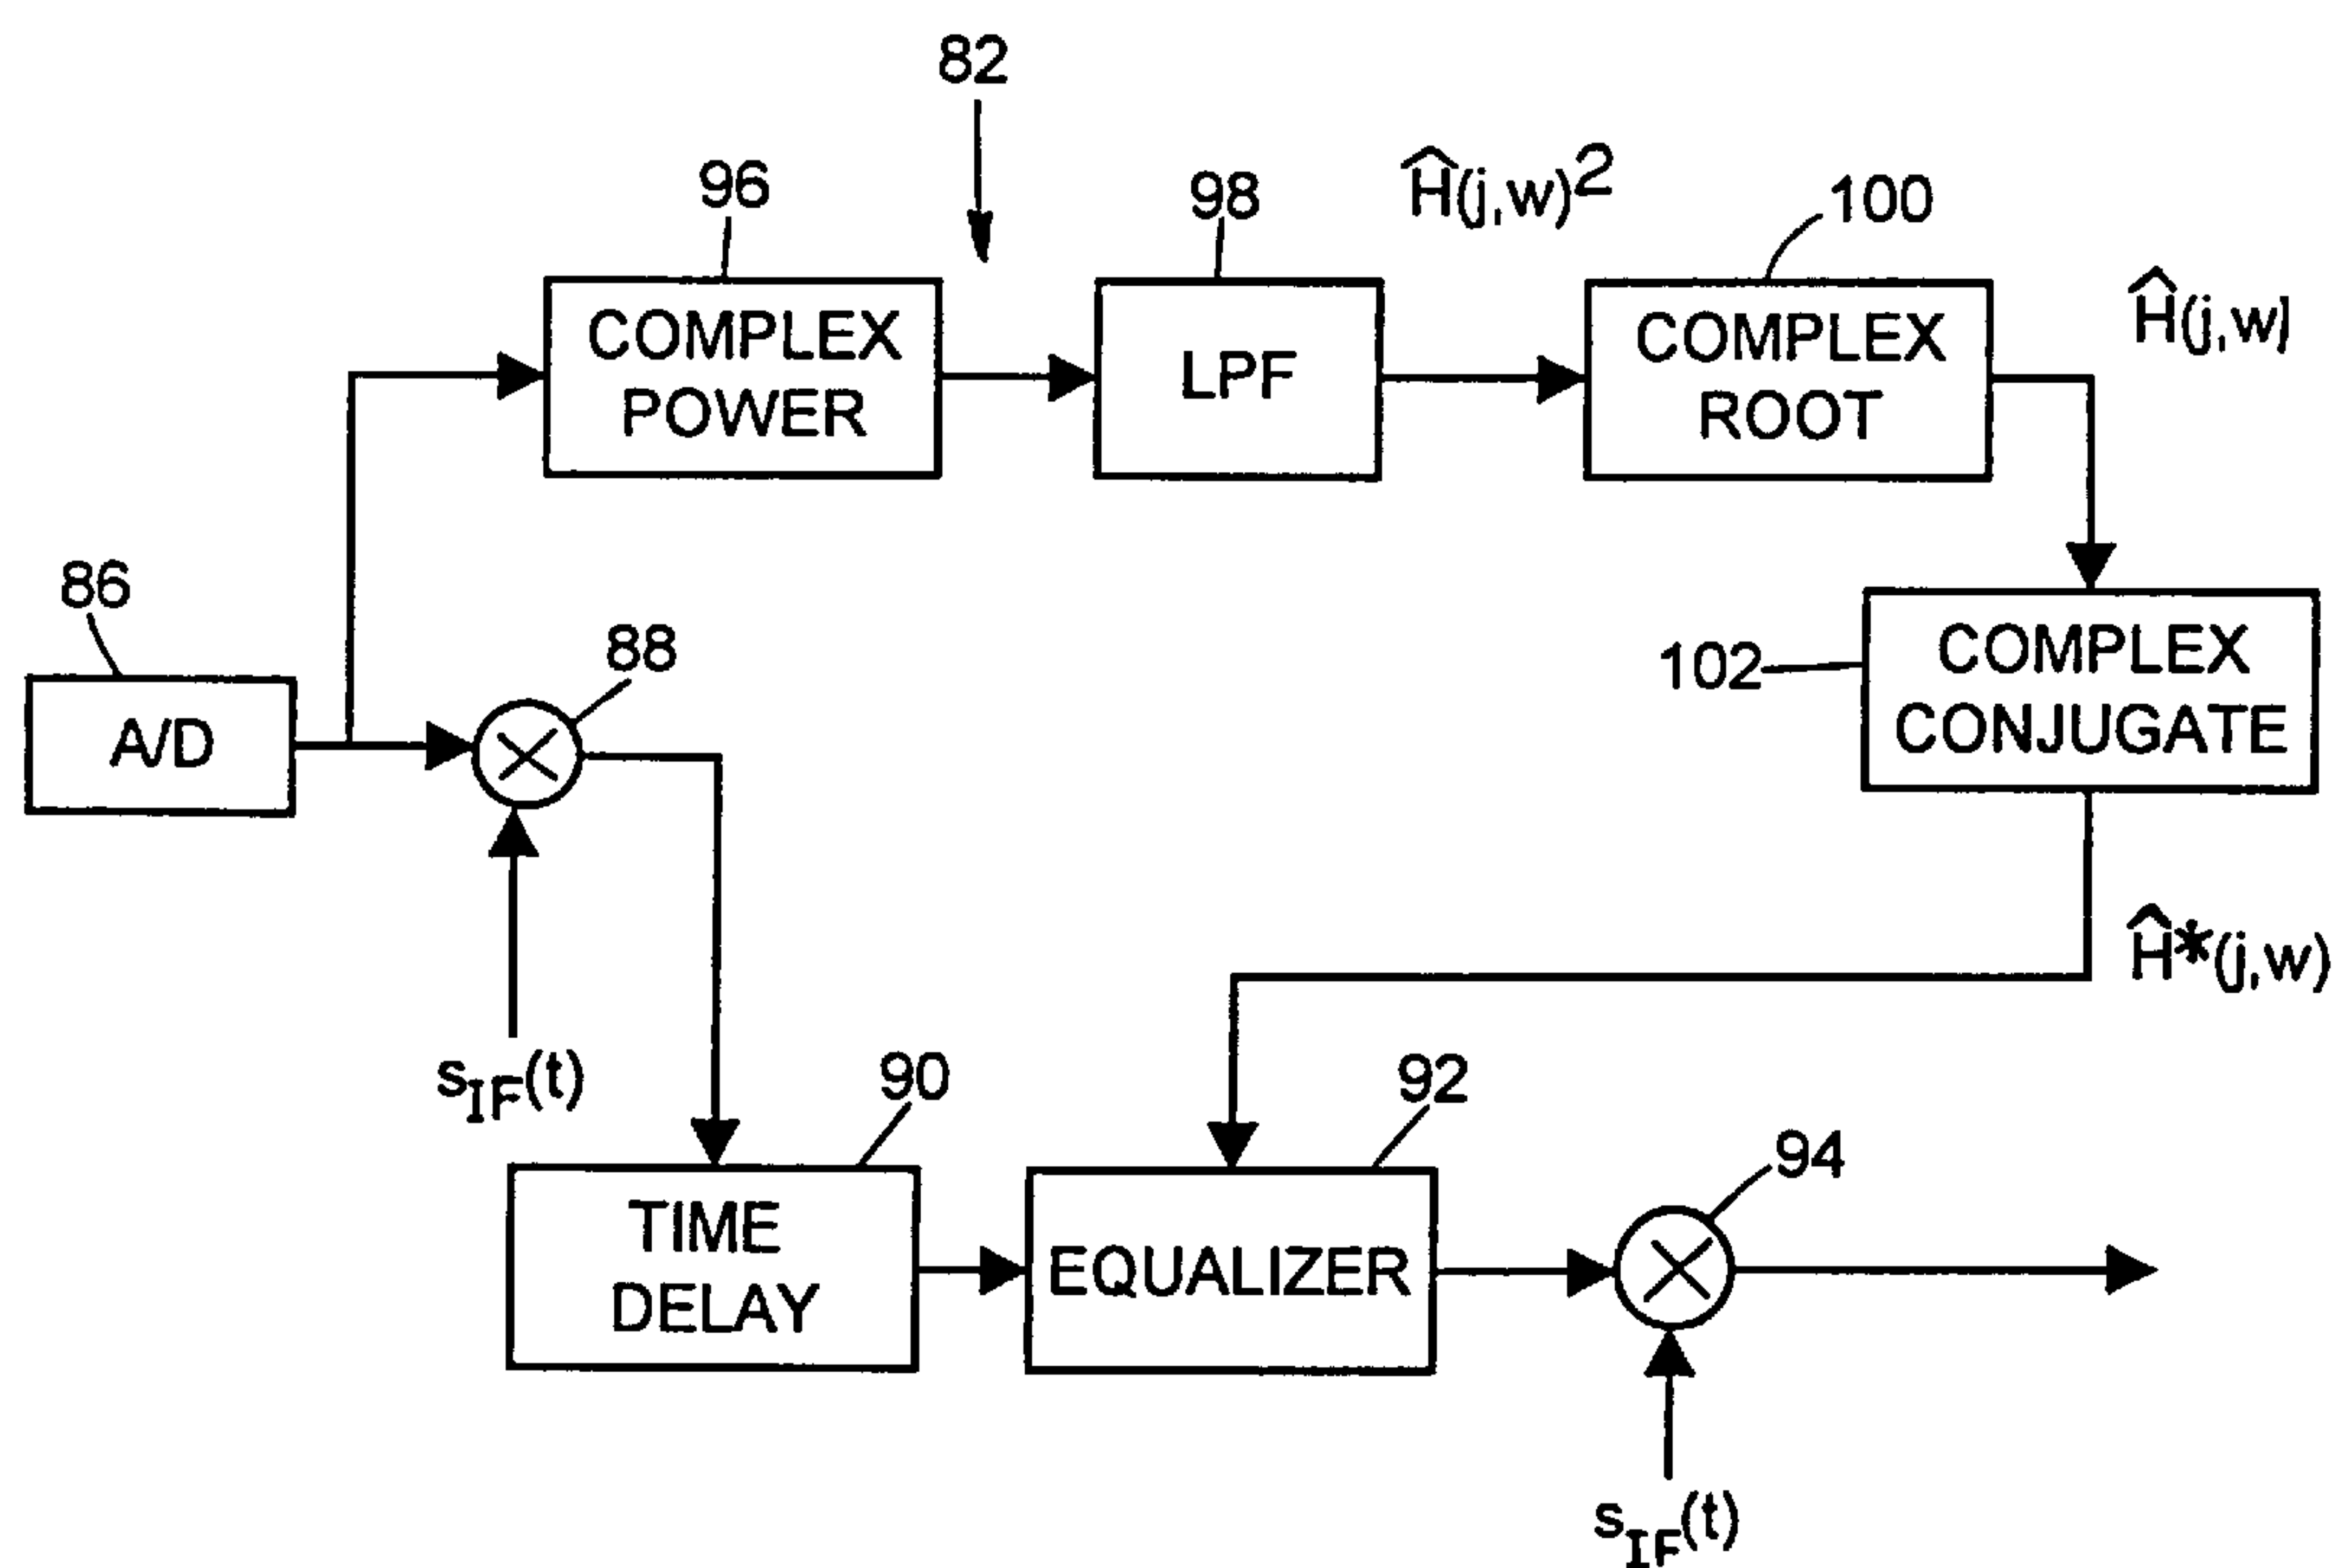 82
96
98
Ĥ(j,w)²
100
COMPLEX
POWER
LPF
COMPLEX
ROOT
Ĥ(j,w)
86
88
A/D
102
COMPLEX
CONJUGATE
Ĥ*(j,w)
s_IF(t)
90
92
94
TIME
DELAY
EQUALIZER
s_IF(t)